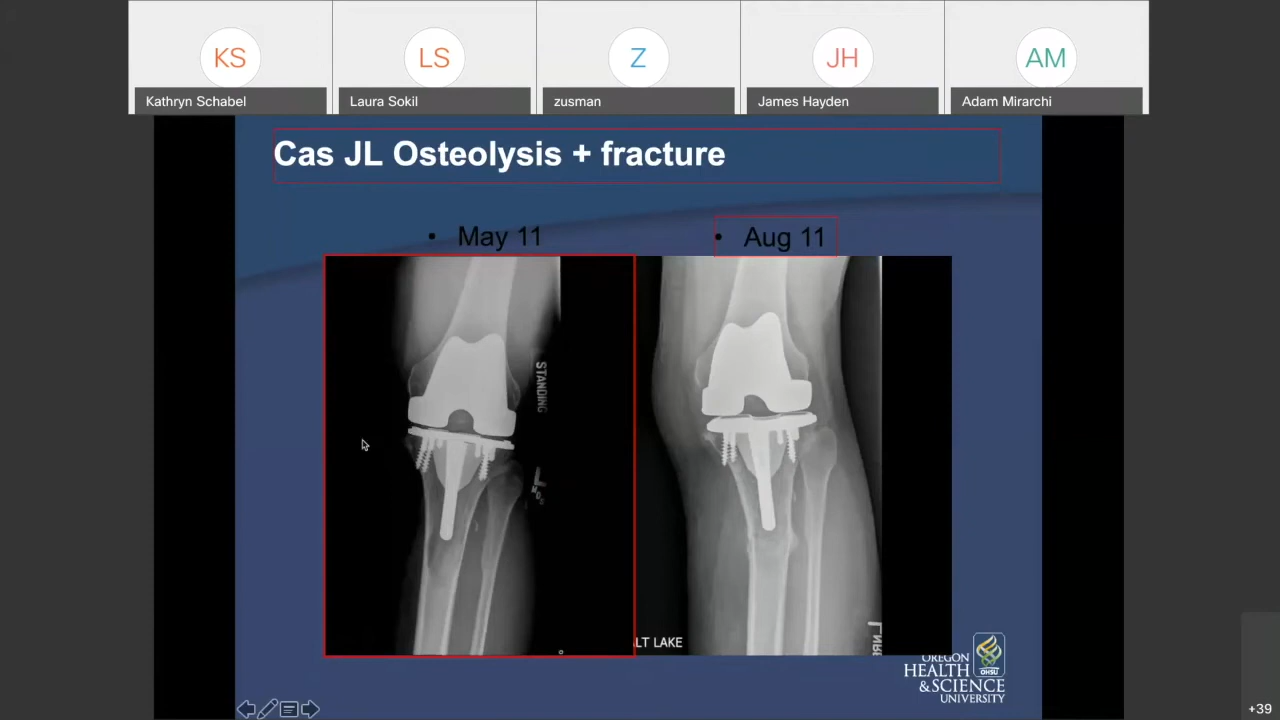 KS
LS
Z
JH
AM
Kathryn Schabel
Laura Sokil
zusman
James Hayden
Adam Mirarchi
Cas JL Osteolysis + fracture
• May 11
• Aug 11
STANDING
L
LT LAKE
L
OREGON
HEALTH
OHSU
&SCIENCE
UNIVERSITY
+39